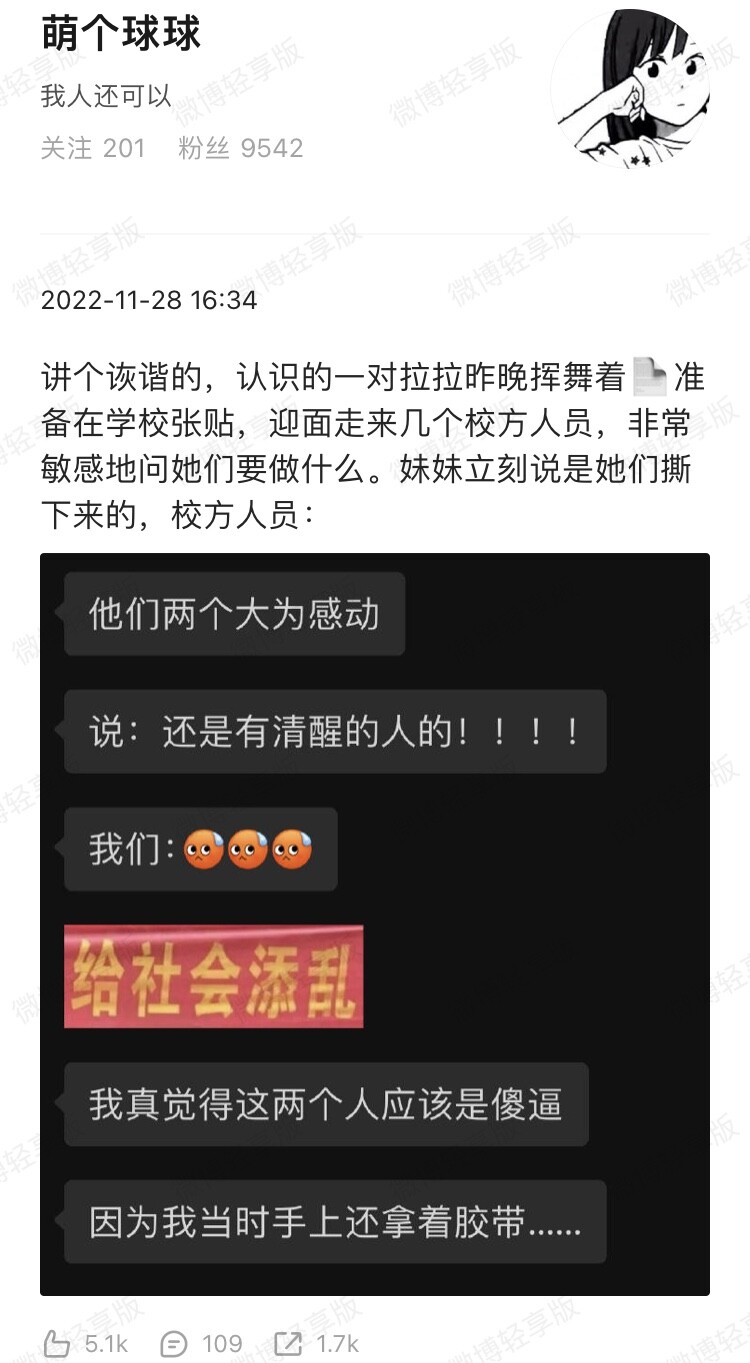 萌个球球
我人还可以
关注 201 粉丝 9542
2022-11-28 16:34
讲个诙谐的，认识的一对拉拉昨晚挥舞着📄准
备在学校张贴，迎面走来几个校方人员，非常
敏感地问她们要做什么。妹妹立刻说是她们撕
下来的，校方人员：
他们两个大为感动
说：还是有清醒的人的！！！！
我们：🥵🥵🥵
给社会添乱
我真觉得这两个人应该是傻逼
因为我当时手上还拿着胶带……
5.1k 109 1.7k
微博轻享版